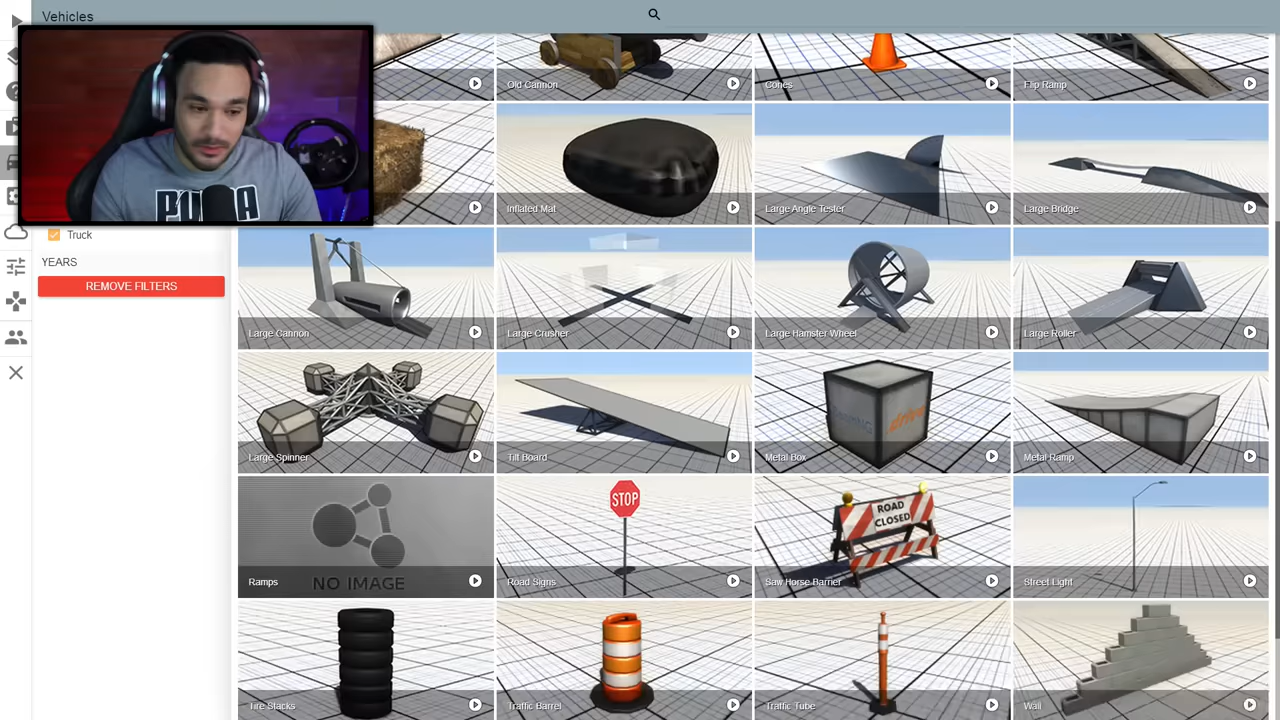 Vehicles
PUMA
Old Cannon
Cones
Flip Ramp
Inflated Mat
Large Angle Tester
Large Bridge
Truck
YEARS
REMOVE FILTERS
Large Cannon
Large Crusher
Large Hamster Wheel
Large Roller
Large Spinner
Tilt Board
Metal Box
Metal Ramp
NO IMAGE
Ramps
STOP
Road Signs
ROAD
CLOSED
Saw Horse Barrier
Street Light
Tire Stacks
Traffic Barrel
Traffic Tube
Wall